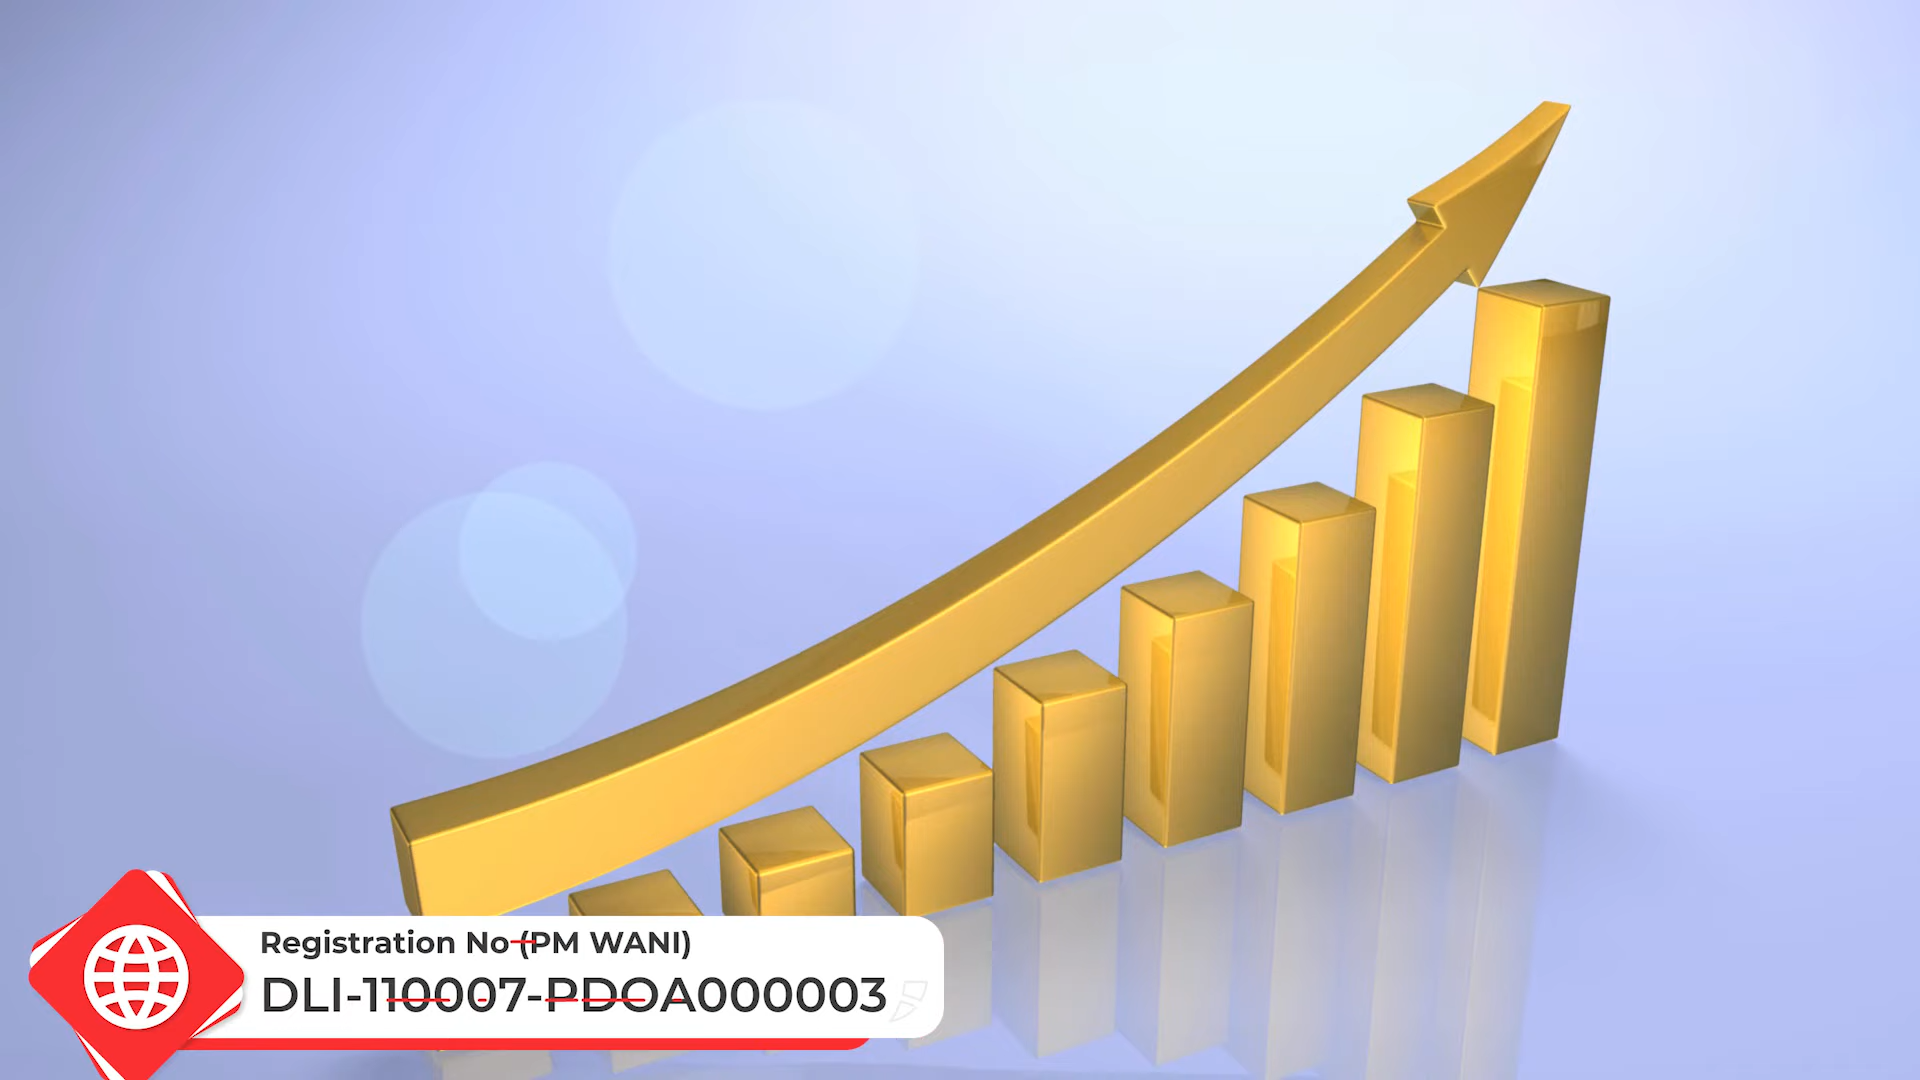 Registration No (PM WANI)
DLI-110007-PDOA000003